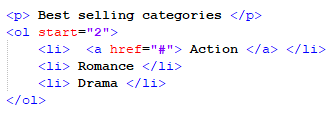 <p> Best selling categories </p>
<ol start="2">
    <li>  <a href="#"> Action </a> </li>
    <li> Romance </li>
    <li> Drama </li>
</ol>